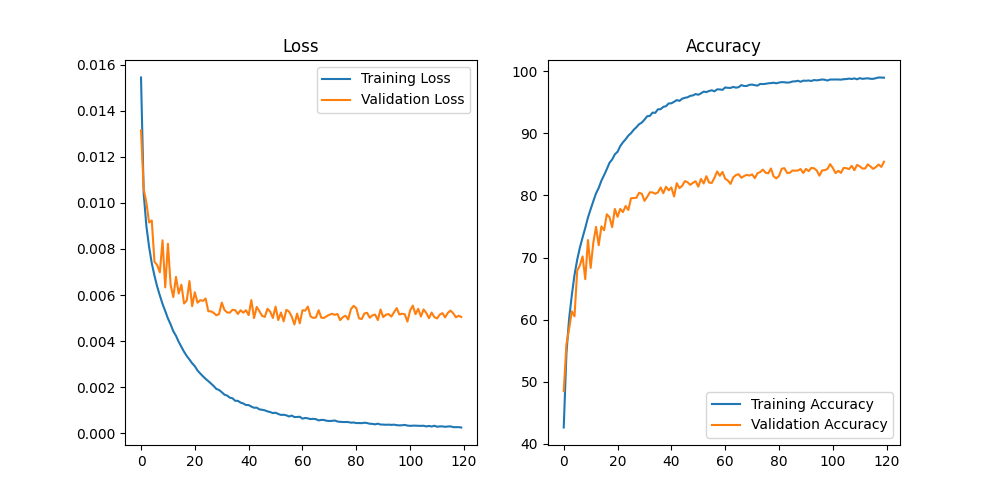 Loss
0.016
0.014
0.012
0.010
0.008
0.006
0.004
0.002
0.000
0 20 40 60 80 100 120
Training Loss
Validation Loss
Accuracy
100
90
80
70
60
50
40
0 20 40 60 80 100 120
Training Accuracy
Validation Accuracy